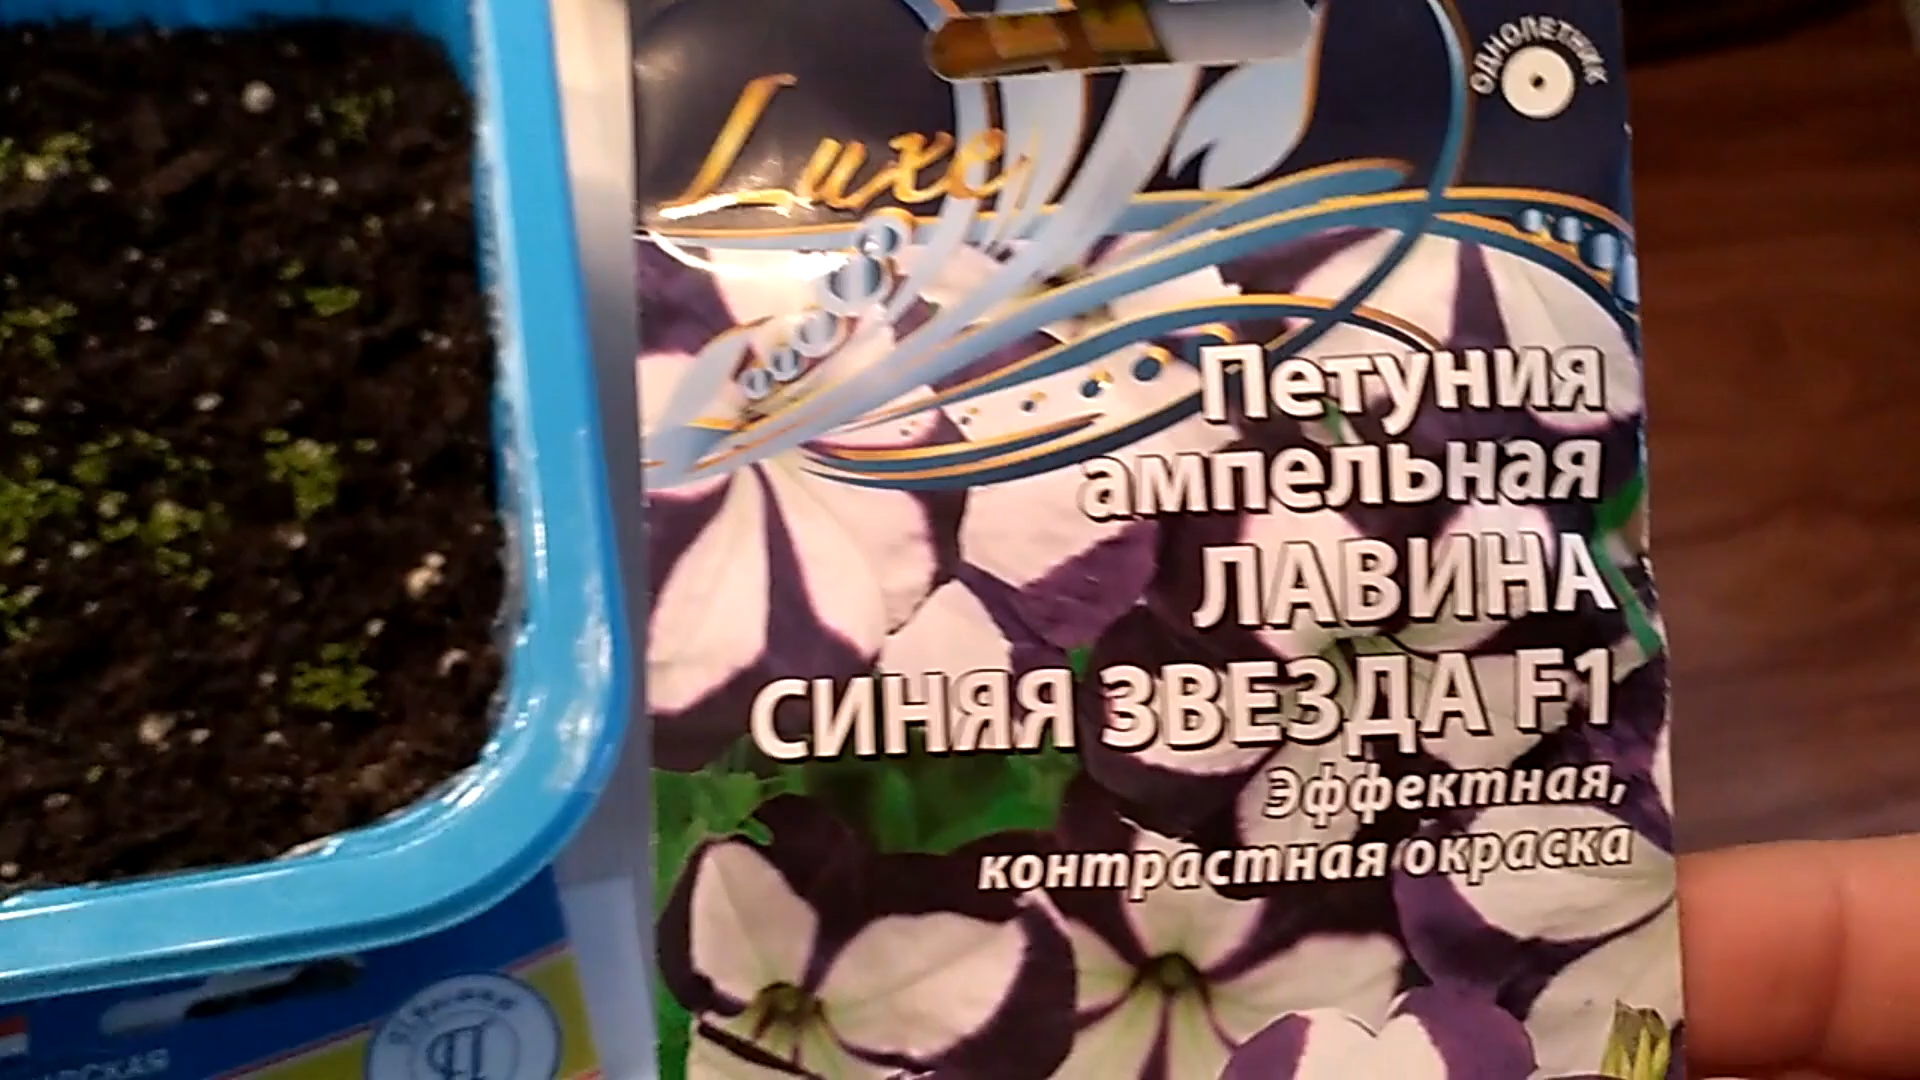 ОДНОЛЕТНИК
Luxe
Петуния
ампельная
ЛАВИНА
СИНЯЯ ЗВЕЗДА F1
Эффектная,
контрастная окраска